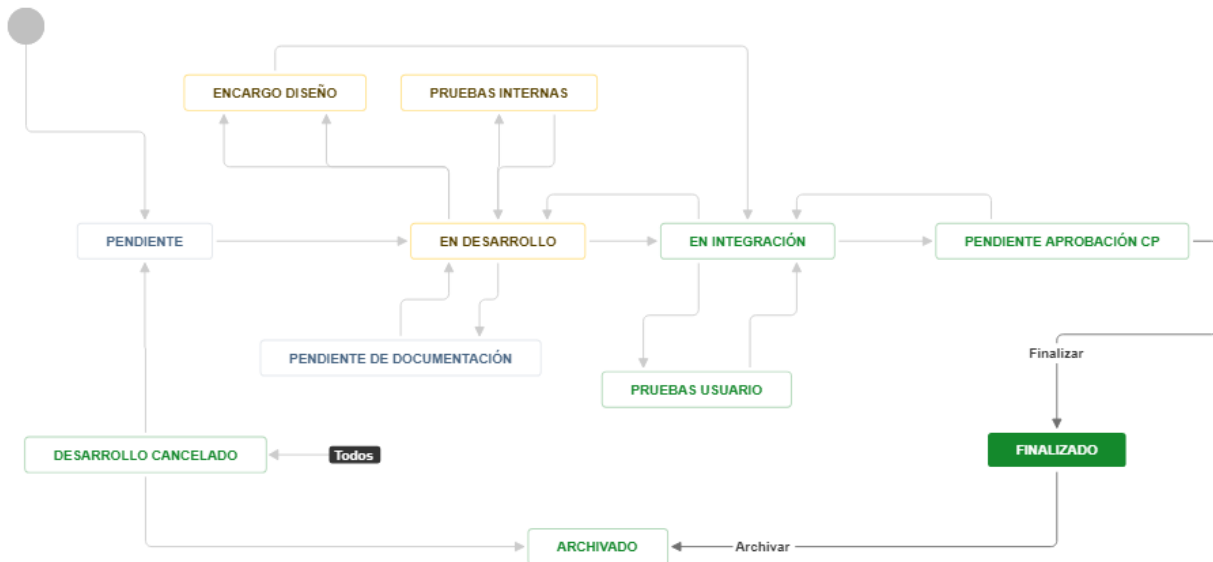 ENCARGO DISEÑO
PRUEBAS INTERNAS
PENDIENTE
EN DESARROLLO
EN INTEGRACIÓN
PENDIENTE APROBACIÓN CP
PENDIENTE DE DOCUMENTACIÓN
Finalizar
PRUEBAS USUARIO
DESARROLLO CANCELADO
Todos
FINALIZADO
ARCHIVADO
Archivar